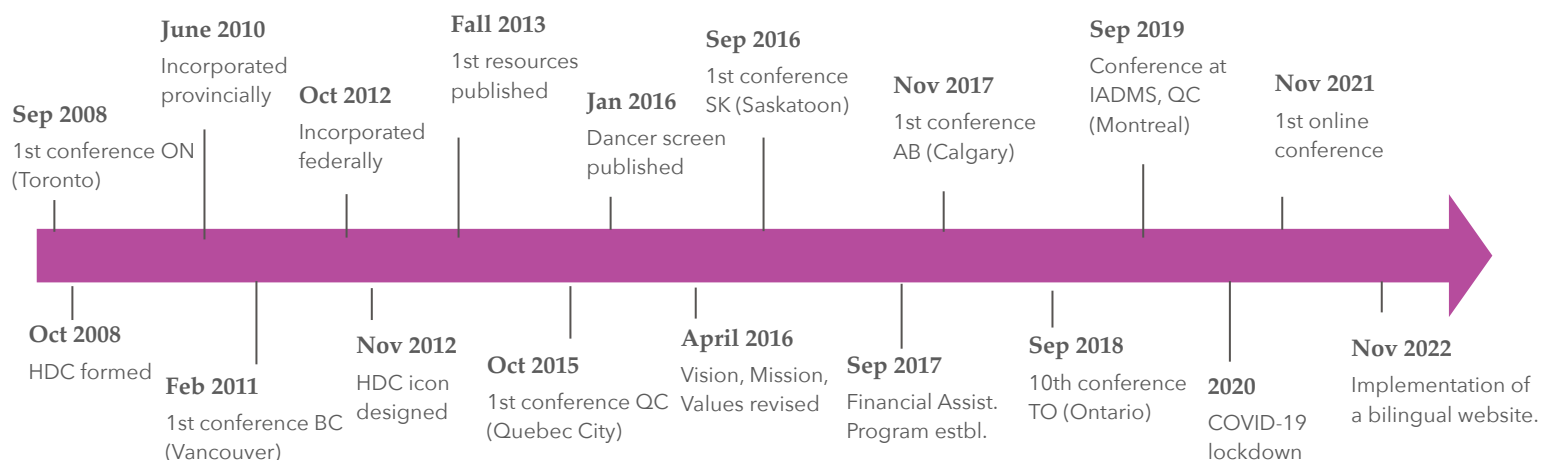 Sep 2008
1st conference ON
(Toronto)
June 2010
Incorporated
provincially
Oct 2012
Incorporated
federally
Fall 2013
1st resources
published
Jan 2016
Dancer screen
published
Sep 2016
1st conference
SK (Saskatoon)
Nov 2017
1st conference
AB (Calgary)
Sep 2019
Conference at
IADMS, QC
(Montreal)
Nov 2021
1st online
conference
Oct 2008
HDC formed
Feb 2011
1st conference BC
(Vancouver)
Nov 2012
HDC icon
designed
Oct 2015
1st conference QC
(Quebec City)
April 2016
Vision, Mission,
Values revised
Sep 2017
Financial Assist.
Program estbl.
Sep 2018
10th conference
TO (Ontario)
2020
COVID-19
lockdown
Nov 2022
Implementation of
a bilingual website.